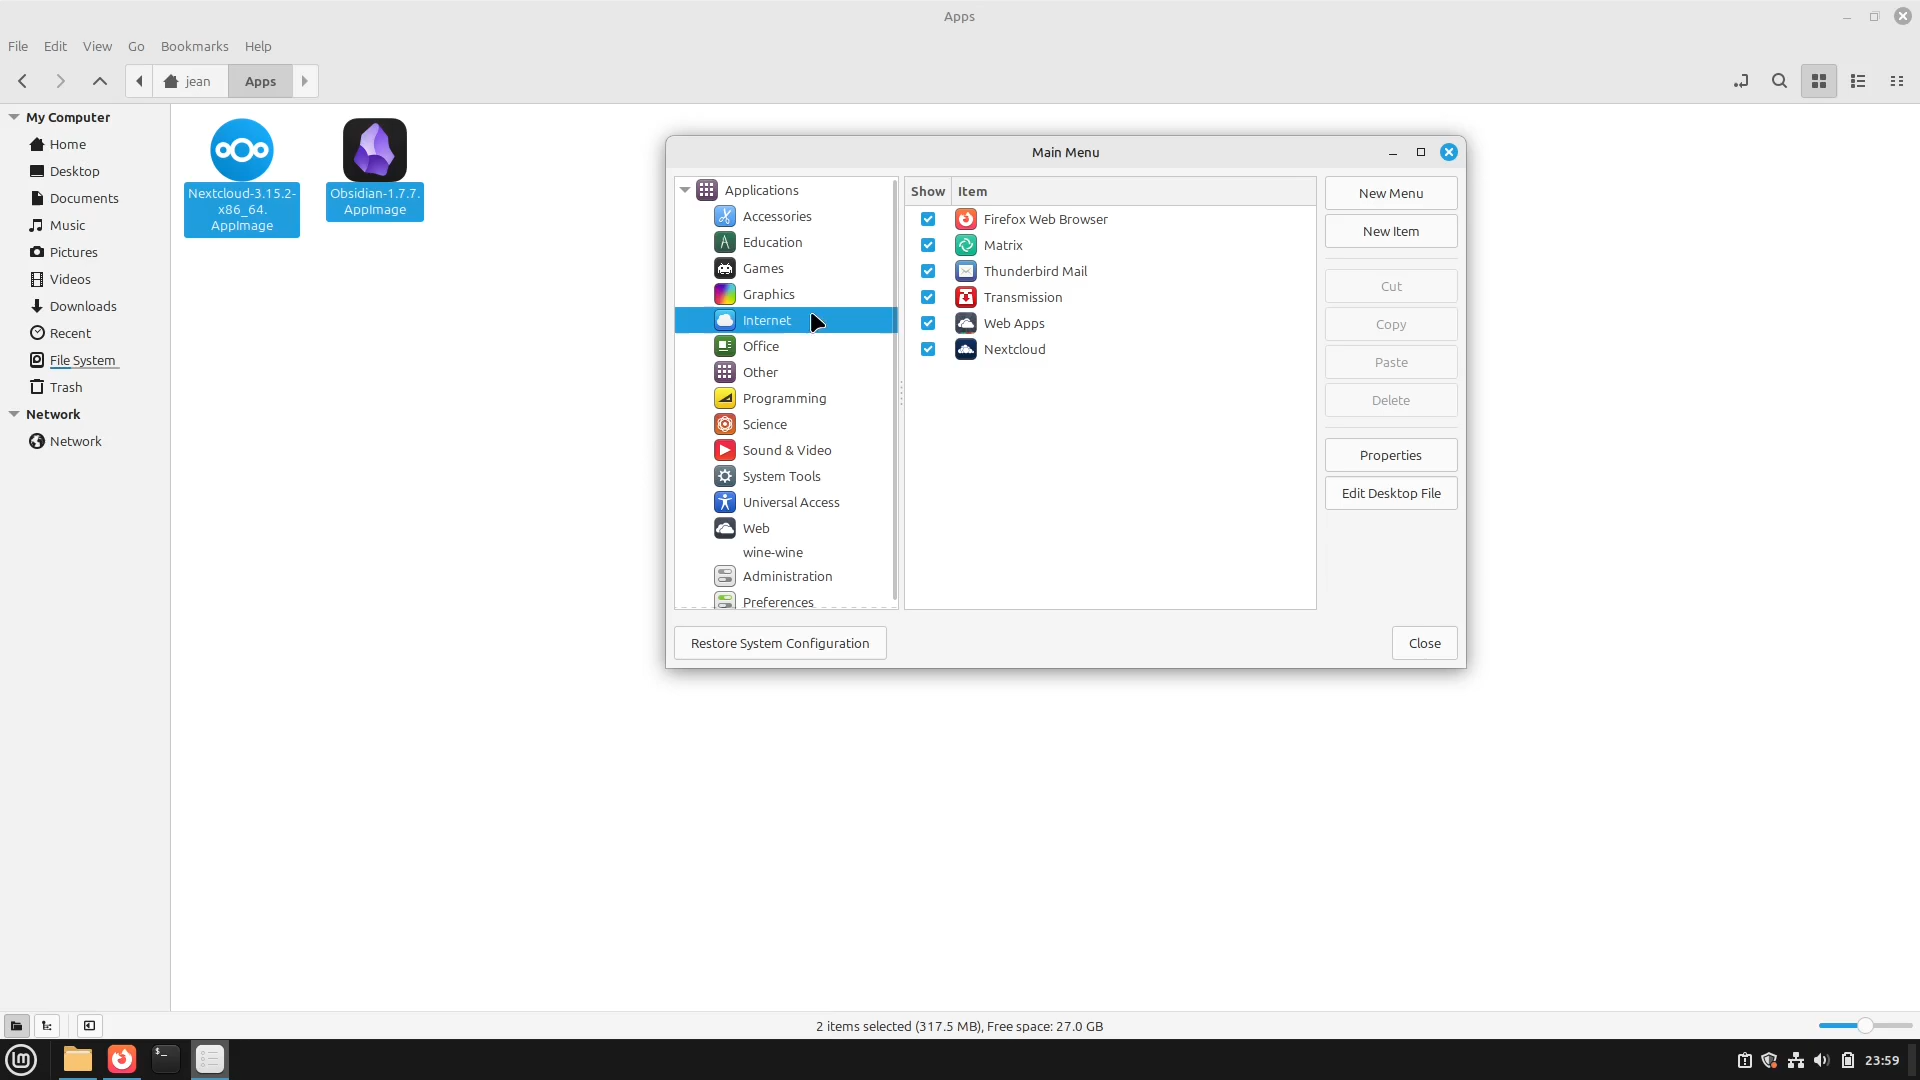 Apps
File Edit View Go Bookmarks Help
jean Apps
My Computer
Home
Desktop
Documents
Music
Pictures
Videos
Downloads
Recent
File System
Trash
Network
Network
Nextcloud-3.15.2-
x86_64.
AppImage
Obsidian-1.7.7.
AppImage
Main Menu
Applications
Accessories
Education
Games
Graphics
Internet
Office
Other
Programming
Science
Sound & Video
System Tools
Universal Access
Web
wine-wine
Administration
Preferences
Show Item
Firefox Web Browser
Matrix
Thunderbird Mail
Transmission
Web Apps
Nextcloud
New Menu
New Item
Cut
Copy
Paste
Delete
Properties
Edit Desktop File
Restore System Configuration
Close
2 items selected (317.5 MB), Free space: 27.0 GB
23:59